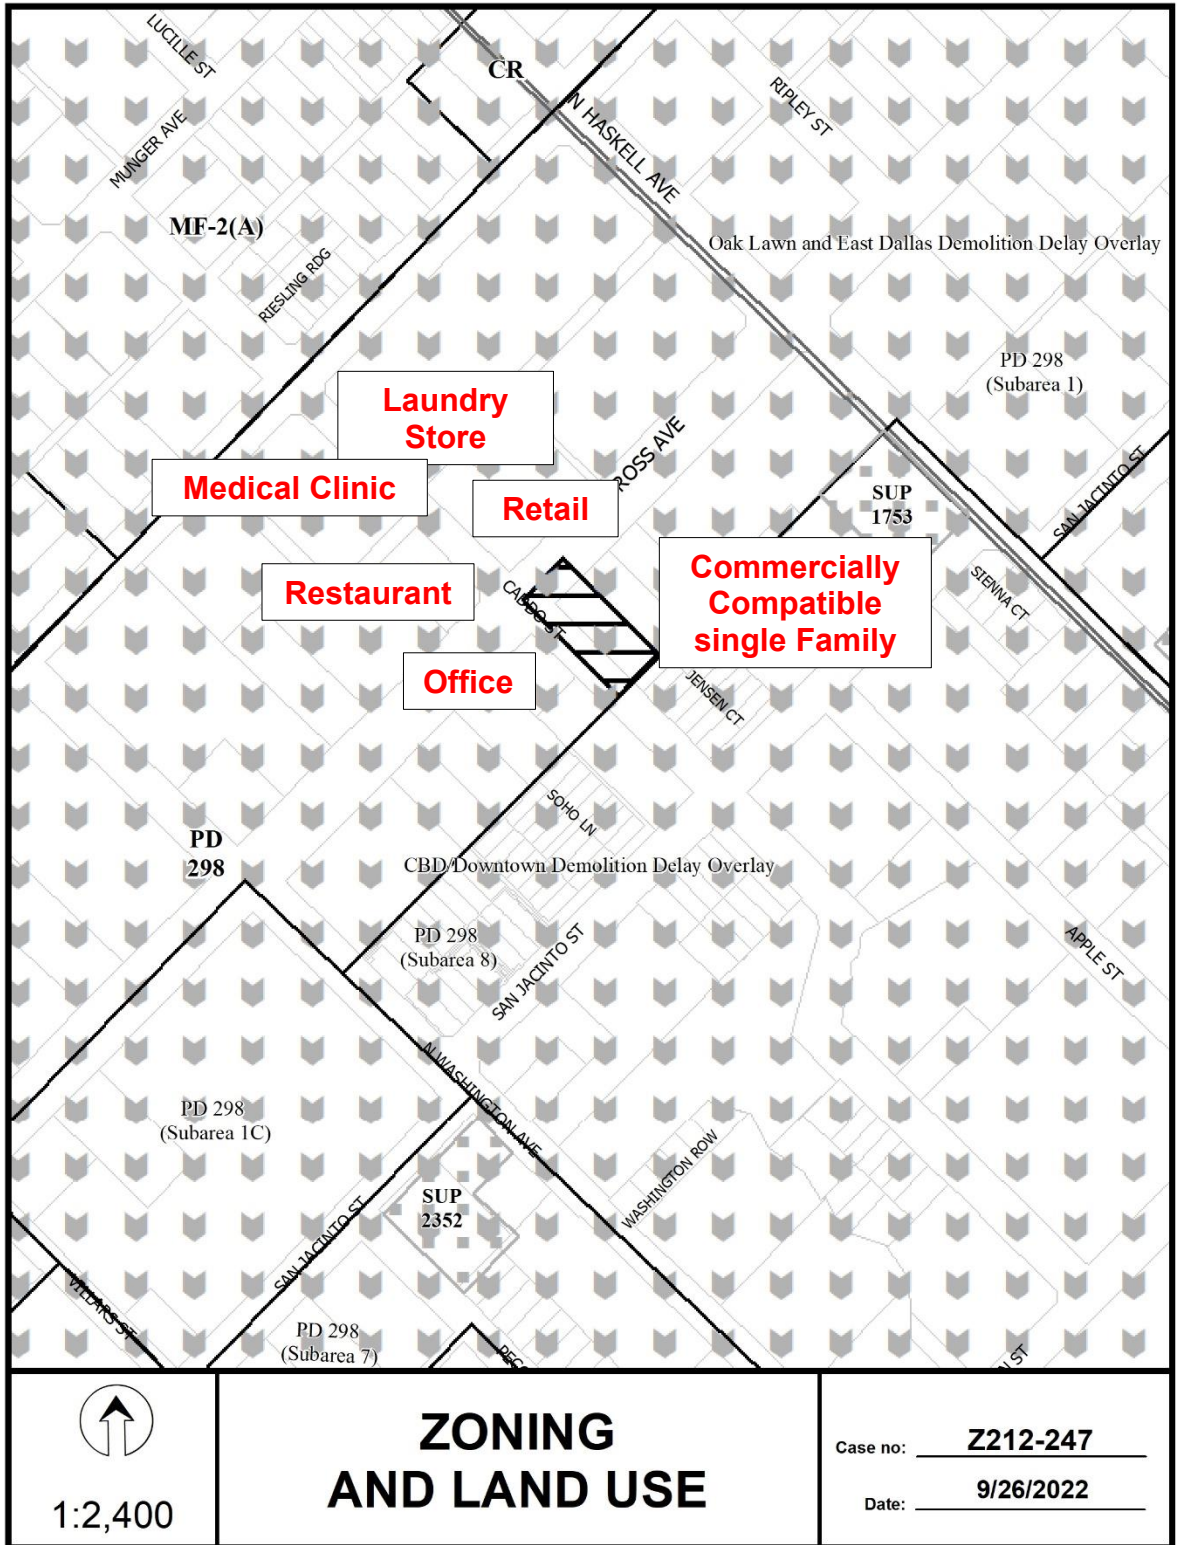 LUCILLE ST
CR
N HASKELL AVE
RIPLEY ST
MUNGER AVE
MF-2(A)
Oak Lawn and East Dallas Demolition Delay Overlay
RIESLING RDG
PD 298
(Subarea 1)
Laundry
Store
ROSS AVE
Medical Clinic
SUP
1753
SAN JACINTO ST
Retail
Commercially
Compatible
single Family
Restaurant
CADDO ST
SIENNA CT
Office
JENSEN CT
SOHO LN
PD
298
CBD/Downtown Demolition Delay Overlay
PD 298
(Subarea 8)
SAN JACINTO ST
APPLE ST
N WASHINGTON AVE
PD 298
(Subarea 1C)
WASHINGTON ROW
SUP
2352
SAN JACINTO ST
VILLARS ST
PD 298
(Subarea 7)
ZONING
AND LAND USE
1:2,400
Case no: Z212-247
Date: 9/26/2022